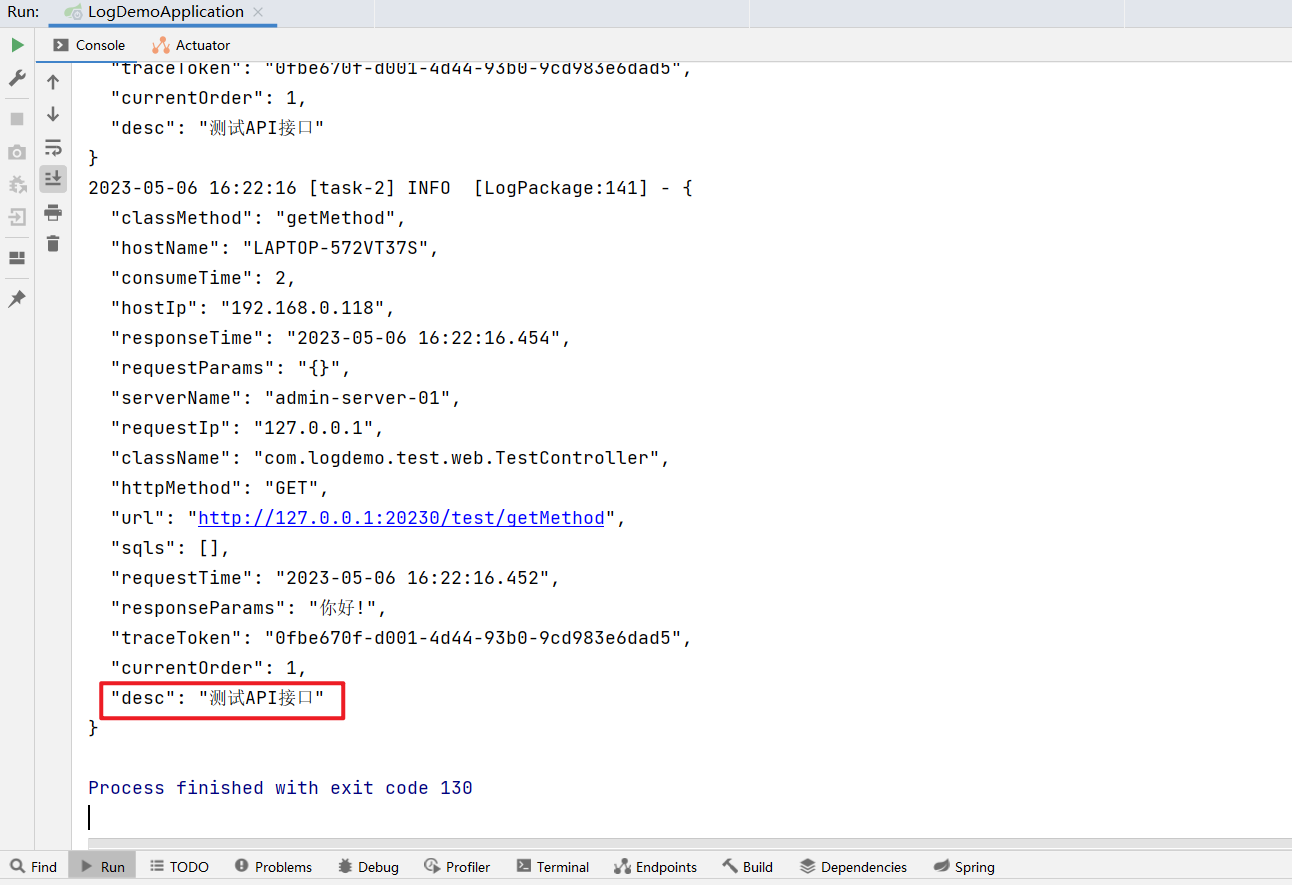 Run: LogDemoApplication
Console Actuator
"traceToken": "0fbe670f-d001-4d44-93b0-9cd983e6dad5",
"currentOrder": 1,
"desc": "测试API接口"
}
2023-05-06 16:22:16 [task-2] INFO  [LogPackage:141] - {
"classMethod": "getMethod",
"hostName": "LAPTOP-572VT37S",
"consumeTime": 2,
"hostIp": "192.168.0.118",
"responseTime": "2023-05-06 16:22:16.454",
"requestParams": "{}",
"serverName": "admin-server-01",
"requestIp": "127.0.0.1",
"className": "com.logdemo.test.web.TestController",
"httpMethod": "GET",
"url": "http://127.0.0.1:20230/test/getMethod",
"sqls": [],
"requestTime": "2023-05-06 16:22:16.452",
"responseParams": "你好!",
"traceToken": "0fbe670f-d001-4d44-93b0-9cd983e6dad5",
"currentOrder": 1,
"desc": "测试API接口"
}
Process finished with exit code 130
Find Run TODO Problems Debug Profiler Terminal Endpoints Build Dependencies Spring